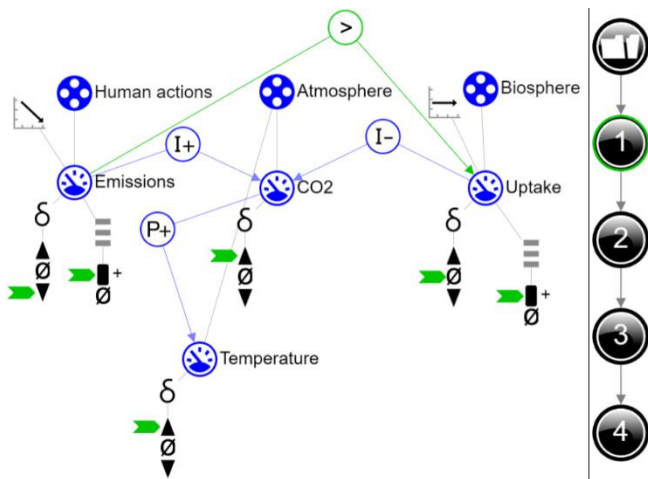 >
Human actions
Atmosphere
Biosphere
I+
I-
Emissions
CO2
Uptake
1
δ
δ
δ
P+
2
Ø
+
Ø
Ø
+
Ø
Ø
Temperature
3
δ
Ø
4